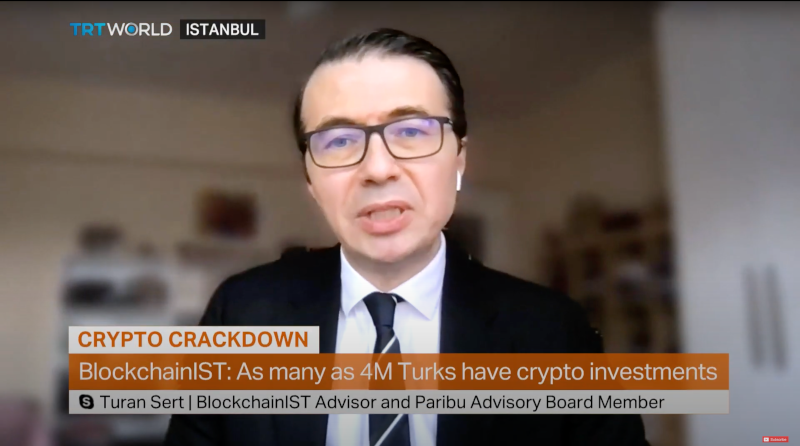 TRTWORLD ISTANBUL
CRYPTO CRACKDOWN
BlockchainIST: As many as 4M Turks have crypto investments
Turan Sert | BlockchainIST Advisor and Paribu Advisory Board Member
Subscribe